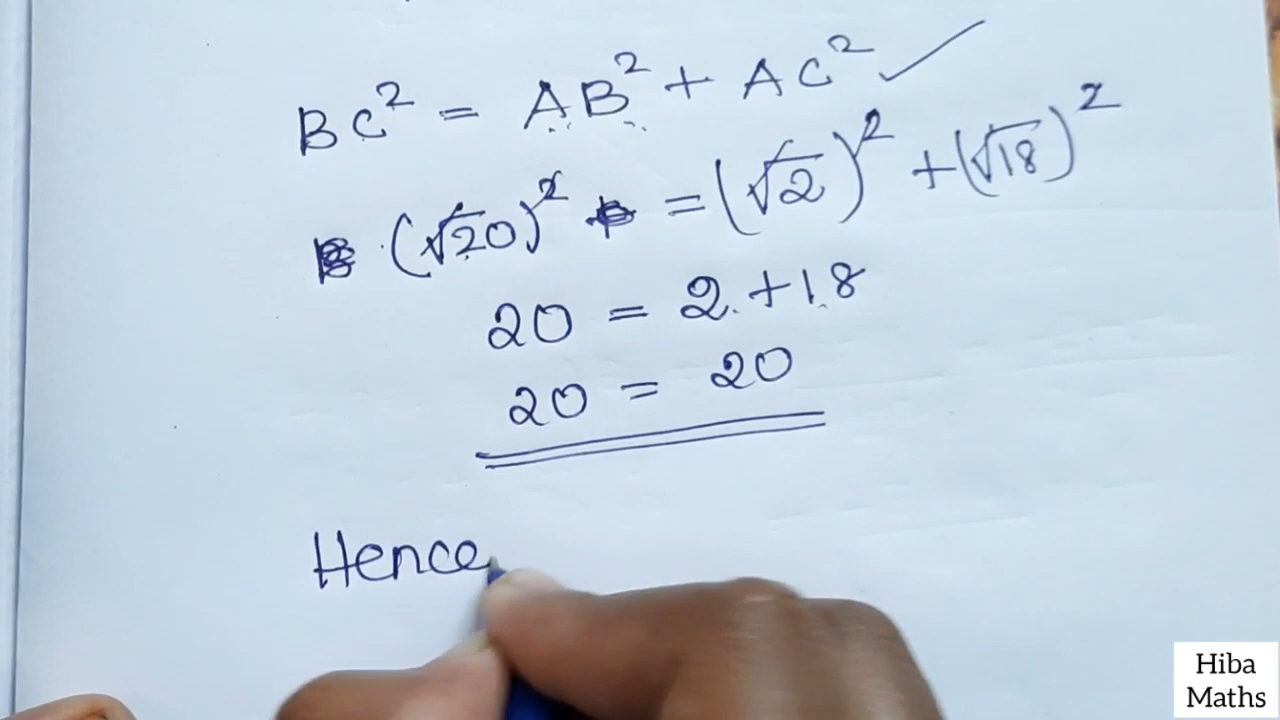 BC² = AB² + AC² ✓
(√20)² = (√2)² + (√18)²
20 = 2 + 18
20 = 20
Hence
Hiba
Maths